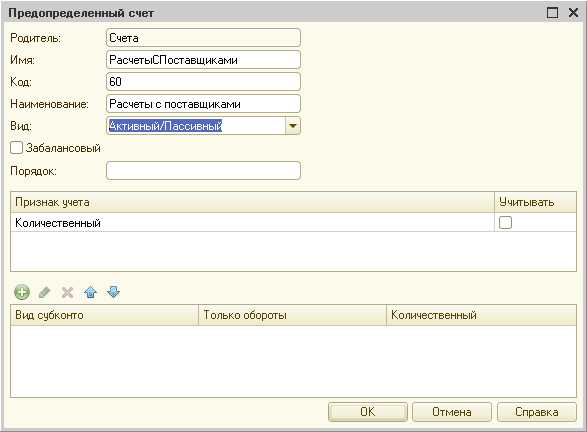 Предопределенный счет
Родитель: Счета
Имя: РасчетыСПоставщиками
Код: 60
Наименование: Расчеты с поставщиками
Вид: Активный/Пассивный
Забалансовый
Порядок:
Признак учета Учитывать
Количественный
Вид субконто Только обороты Количественный
OK Отмена Справка